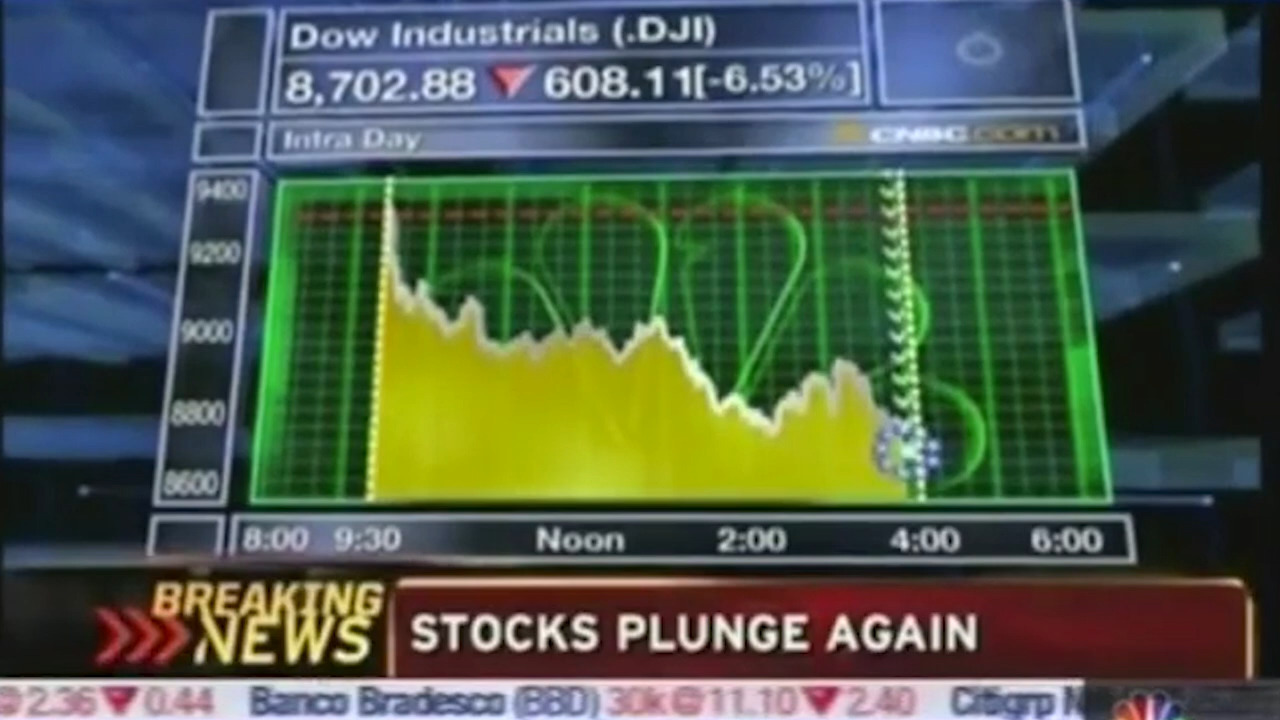 Dow Industrials (.DJI)
8,702.88 ▼ 608.11[-6.53%]
Intra Day CNBC.com
9400
9200
9000
8800
8600
8:00 9:30 Noon 2:00 4:00 6:00
BREAKING
NEWS
STOCKS PLUNGE AGAIN
@2.36▼0.44 Banco Bradesco (BBD) 30k@11.10▼2.40 Citigrp